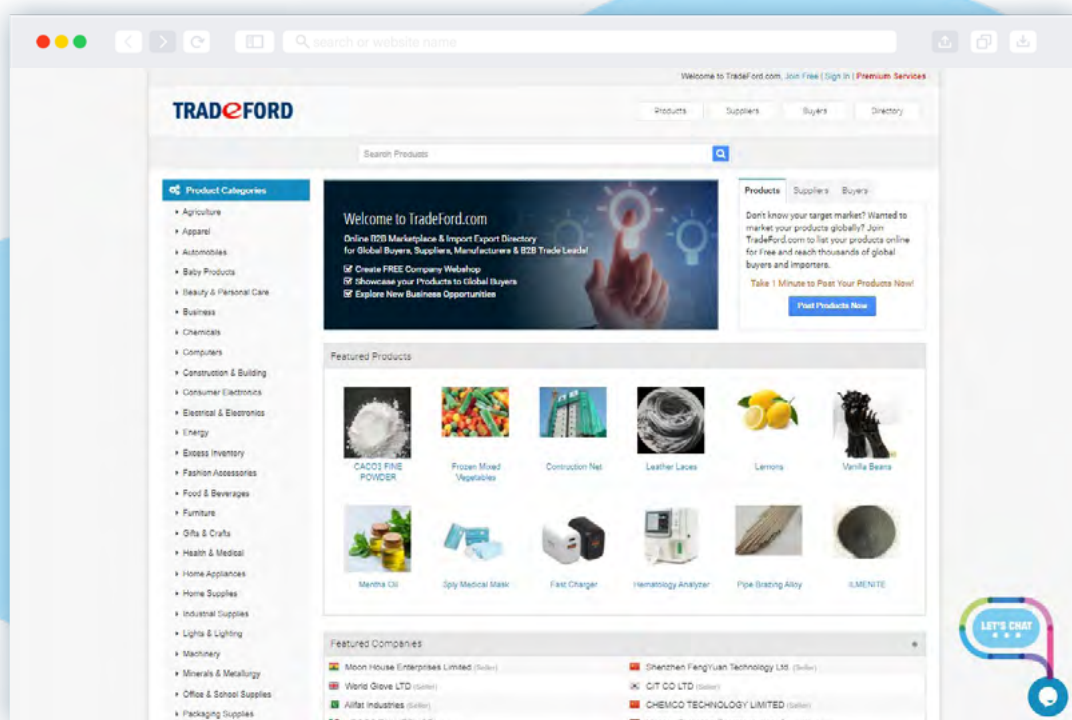 search or website name
Welcome to TradeFord.com, Join Free | Sign In | Premium Services
TRADeFORD
Products Suppliers Buyers Directory
Search Products
Product Categories
Agriculture
Apparel
Automobiles
Baby Products
Beauty & Personal Care
Business
Chemicals
Computers
Construction & Building
Consumer Electronics
Electrical & Electronics
Energy
Excess Inventory
Fashion Accessories
Food & Beverages
Furniture
Gifts & Crafts
Health & Medical
Home Appliances
Home Supplies
Industrial Supplies
Lights & Lighting
Machinery
Minerals & Metallurgy
Office & School Supplies
Packaging Supplies
Welcome to TradeFord.com
Online B2B Marketplace & Import Export Directory
for Global Buyers, Suppliers, Manufacturers & B2B Trade Leads!
Create FREE Company Webshop
Showcase your Products to Global Buyers
Explore New Business Opportunities
Products Suppliers Buyers
Don't know your target market? Wanted to
market your products globally? Join
TradeFord.com to list your products online
for Free and reach thousands of global
buyers and importers.
Take 1 Minute to Post Your Products Now!
Post Products Now
Featured Products
CACO3 FINE
POWDER
Frozen Mixed
Vegetables
Contruction Net
Leather Laces
Lemons
Vanilla Beans
Mentha Oil
3ply Medical Mask
Fast Charger
Hematology Analyzer
Pipe Brazing Alloy
ILMENITE
Featured Companies
Moon House Enterprises Limited (Seller)
Shenzhen FengYuan Technology Ltd. (Seller)
World Glove LTD (Seller)
CIT CO LTD (Seller)
Alifat Industries (Seller)
CHEMCO TECHNOLOGY LIMITED (Seller)
LET'S CHAT